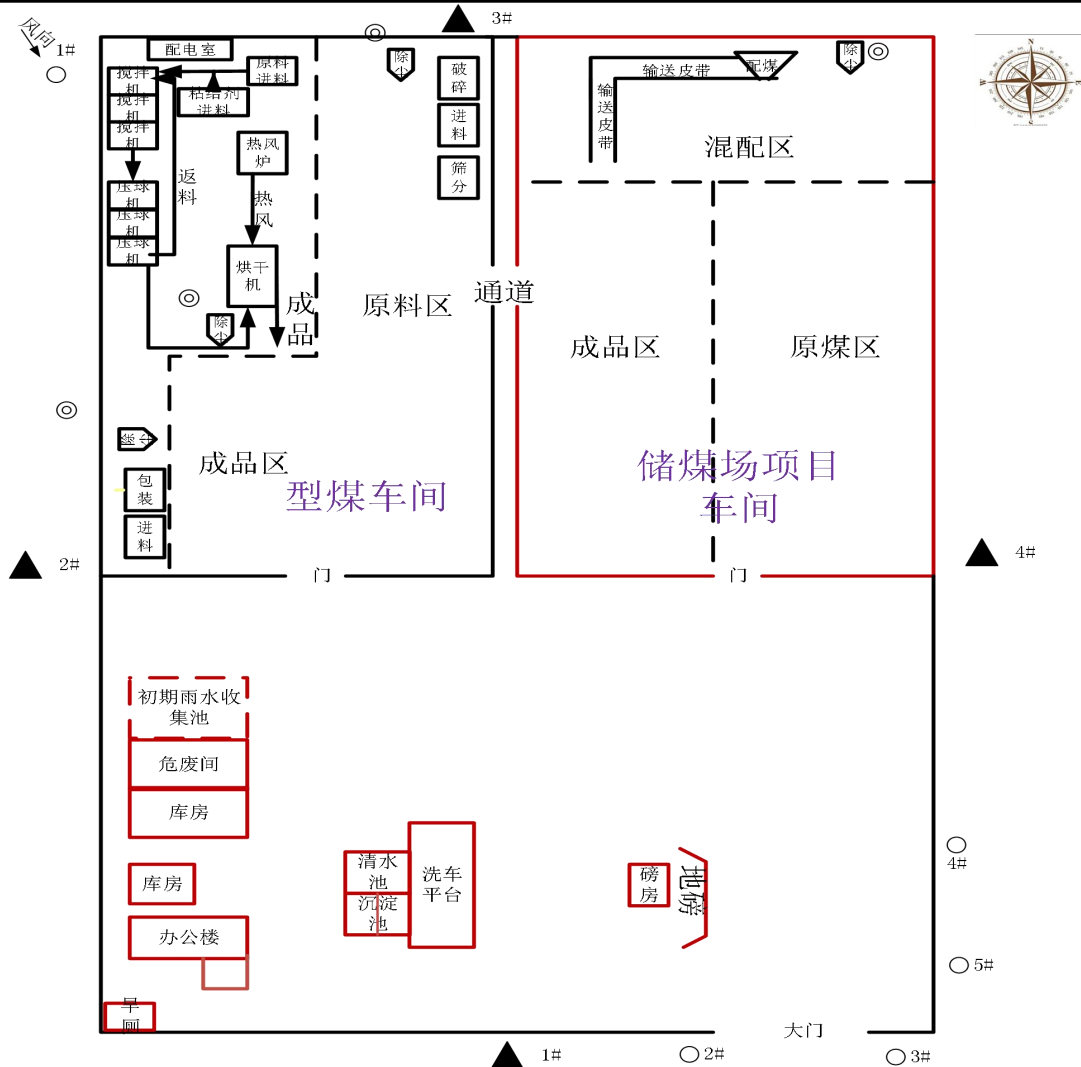 风向
1#
3#
配电室
搅拌机
搅拌机
搅拌机
原料
进料
粘结剂
进料
除尘
破碎
进料
筛分
热风炉
热风
返料
压球机
压球机
压球机
烘干机
除尘
成品
原料区
通道
输送皮带
输送皮带
配煤
除尘
混配区
N
W
成品区
原煤区
除尘
包装
进料
成品区
型煤车间
储煤场项目
车间
2#
4#
门
门
初期雨水收
集池
危废间
库房
库房
办公楼
旱厕
清水池
沉淀池
洗车
平台
磅房
地磅
4#
5#
大门
1#
2#
3#